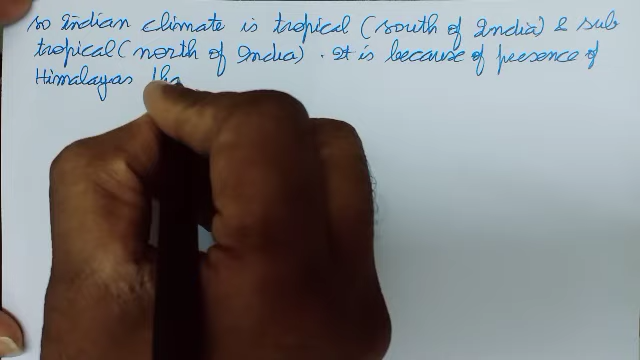 so Indian climate is tropical (south of India) & sub
tropical (north of India). It is because of presence of
Himalayas tha